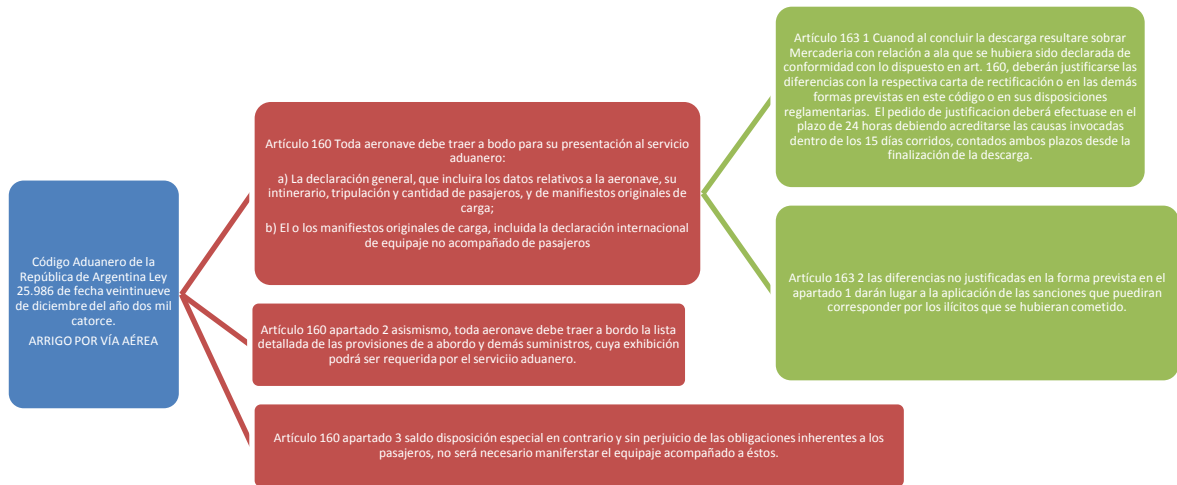 Código Aduanero de la
República de Argentina Ley
25.986 de fecha veintinueve
de diciembre del año dos mil
catorce.
ARRIGO POR VÍA AÉREA
Artículo 160 Toda aeronave debe traer a bodo para su presentación al servicio
aduanero:
a) La declaración general, que incluira los datos relativos a la aeronave, su
intinerario, tripulación y cantidad de pasajeros, y de manifiestos originales de
carga;
b) El o los manifiestos originales de carga, incluida la declaración internacional
de equipaje no acompañado de pasajeros
Artículo 160 apartado 2 asismismo, toda aeronave debe traer a bordo la lista
detallada de las provisiones de a abordo y demás suministros, cuya exhibición
podrá ser requerida por el serviciio aduanero.
Artículo 160 apartado 3 saldo disposición especial en contrario y sin perjuicio de las obligaciones inherentes a los
pasajeros, no será necesario maniferstar el equipaje acompañado a éstos.
Artículo 163 1 Cuanod al concluir la descarga resultare sobrar
Mercaderia con relación a ala que se hubiera sido declarada de
conformidad con lo dispuesto en art. 160, deberán justificarse las
diferencias con la respectiva carta de rectificación o en las demás
formas previstas en este código o en sus disposiciones
reglamentarias. El pedido de justificacion deberá efectuase en el
plazo de 24 horas debiendo acreditarse las causas invocadas
dentro de los 15 días corridos, contados ambos plazos desde la
finalización de la descarga.
Artículo 163 2 las diferencias no justificadas en la forma prevista en el
apartado 1 darán lugar a la aplicación de las sanciones que puediran
corresponder por los ilícitos que se hubieran cometido.